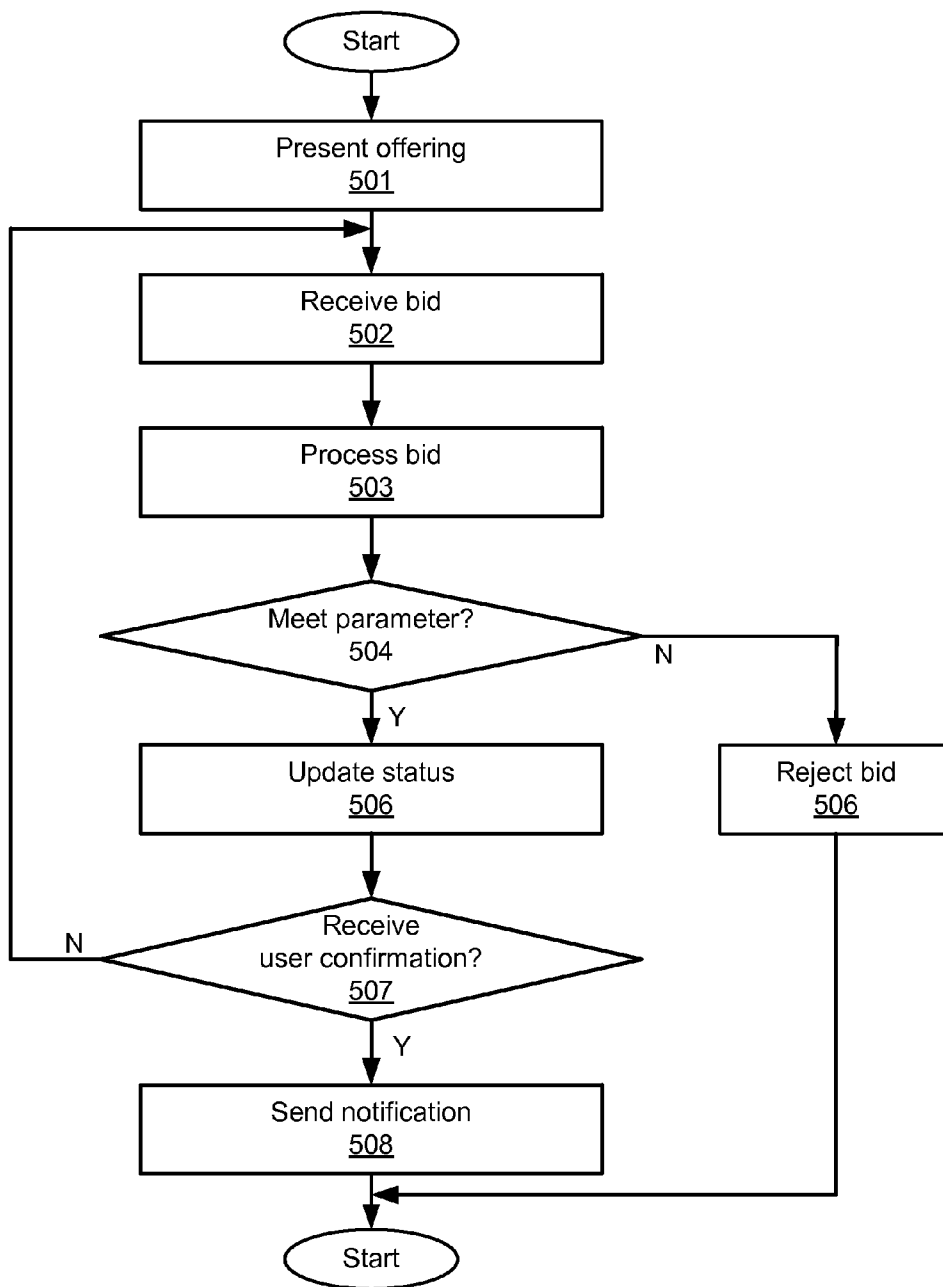 Start
Present offering
501
Receive bid
502
Process bid
503
Meet parameter?
504
N
Y
Update status
506
Reject bid
506
N
Receive
user confirmation?
507
Y
Send notification
508
Start